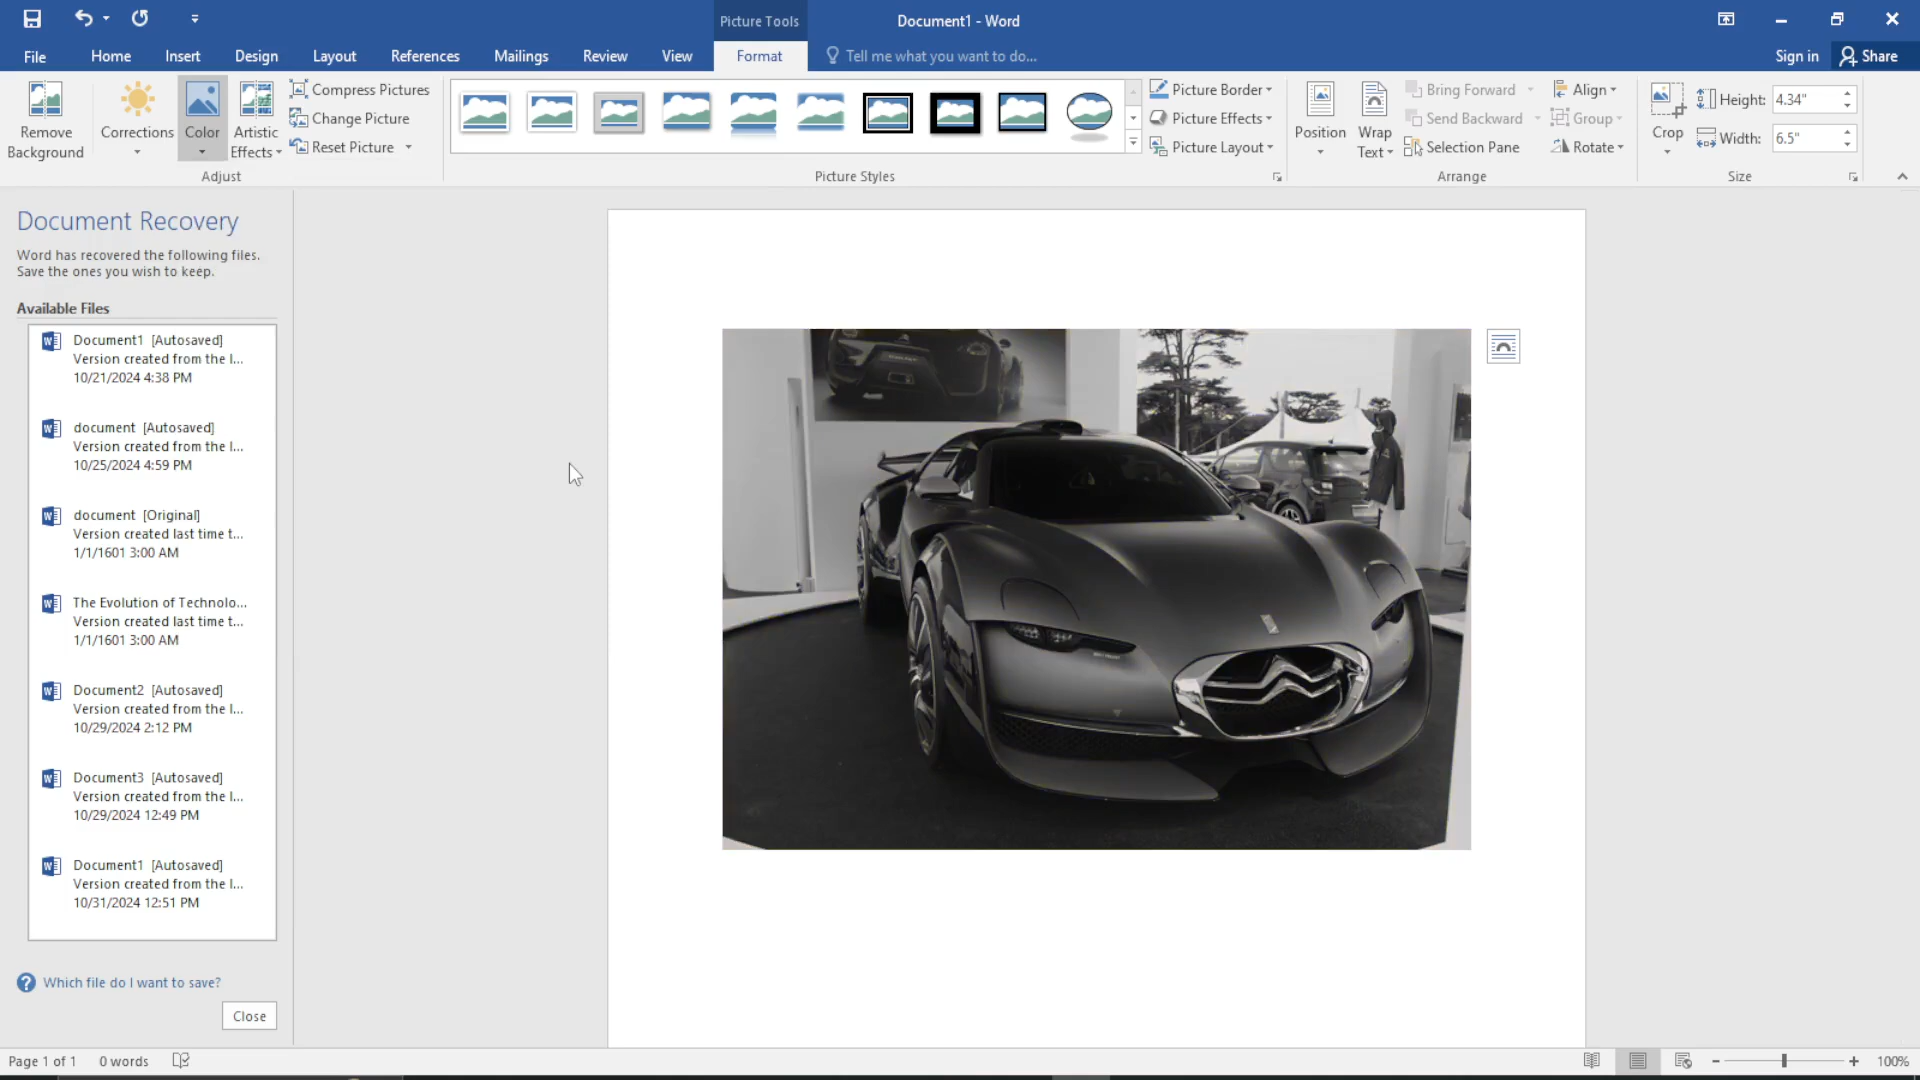 Picture Tools
Document1 - Word
File
Home
Insert
Design
Layout
References
Mailings
Review
View
Format
Tell me what you want to do...
Sign in
Share
Remove
Background
Corrections
Color
Artistic
Effects
Compress Pictures
Change Picture
Reset Picture
Adjust
Picture Styles
Picture Border
Picture Effects
Picture Layout
Position
Wrap
Text
Bring Forward
Send Backward
Selection Pane
Align
Group
Rotate
Arrange
Crop
Height:
4.34"
Width:
6.5"
Size
Document Recovery
Word has recovered the following files.
Save the ones you wish to keep.
Available Files
Document1 [Autosaved]
Version created from the l...
10/21/2024 4:38 PM
document [Autosaved]
Version created from the l...
10/25/2024 4:59 PM
document [Original]
Version created last time t...
1/1/1601 3:00 AM
The Evolution of Technolo...
Version created last time t...
1/1/1601 3:00 AM
Document2 [Autosaved]
Version created from the l...
10/29/2024 2:12 PM
Document3 [Autosaved]
Version created from the l...
10/29/2024 12:49 PM
Document1 [Autosaved]
Version created from the l...
10/31/2024 12:51 PM
Which file do I want to save?
Close
Page 1 of 1
0 words
100%